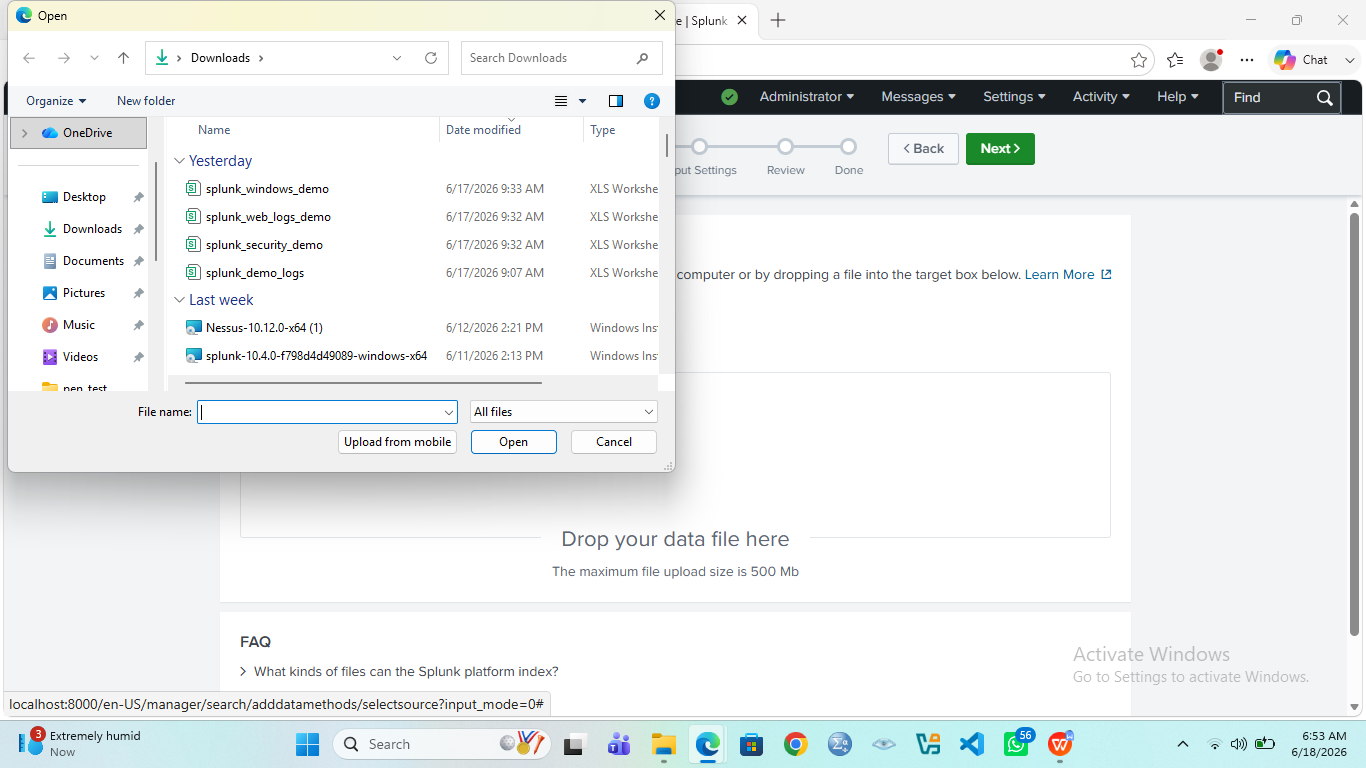 Open
e | Splunk
Downloads
Search Downloads
Chat
Organize
New folder
Administrator
Messages
Settings
Activity
Help
Find
OneDrive
Desktop
Downloads
Documents
Pictures
Music
Videos
pen_test
Name
Date modified
Type
Yesterday
splunk_windows_demo 6/17/2026 9:33 AM XLS Workshe
splunk_web_logs_demo 6/17/2026 9:32 AM XLS Workshe
splunk_security_demo 6/17/2026 9:32 AM XLS Workshe
splunk_demo_logs 6/17/2026 9:07 AM XLS Workshe
Last week
Nessus-10.12.0-x64 (1) 6/12/2026 2:21 PM Windows Ins
splunk-10.4.0-f798d4d49089-windows-x64 6/11/2026 2:13 PM Windows Ins
File name:
All files
Upload from mobile
Open
Cancel
put Settings
Review
Done
Back
Next
computer or by dropping a file into the target box below. Learn More
Drop your data file here
The maximum file upload size is 500 Mb
FAQ
What kinds of files can the Splunk platform index?
Activate Windows
Go to Settings to activate Windows.
localhost:8000/en-US/manager/search/adddatamethods/selectsource?input_mode=0#
3
Extremely humid
Now
Search
56
6:53 AM
6/18/2026